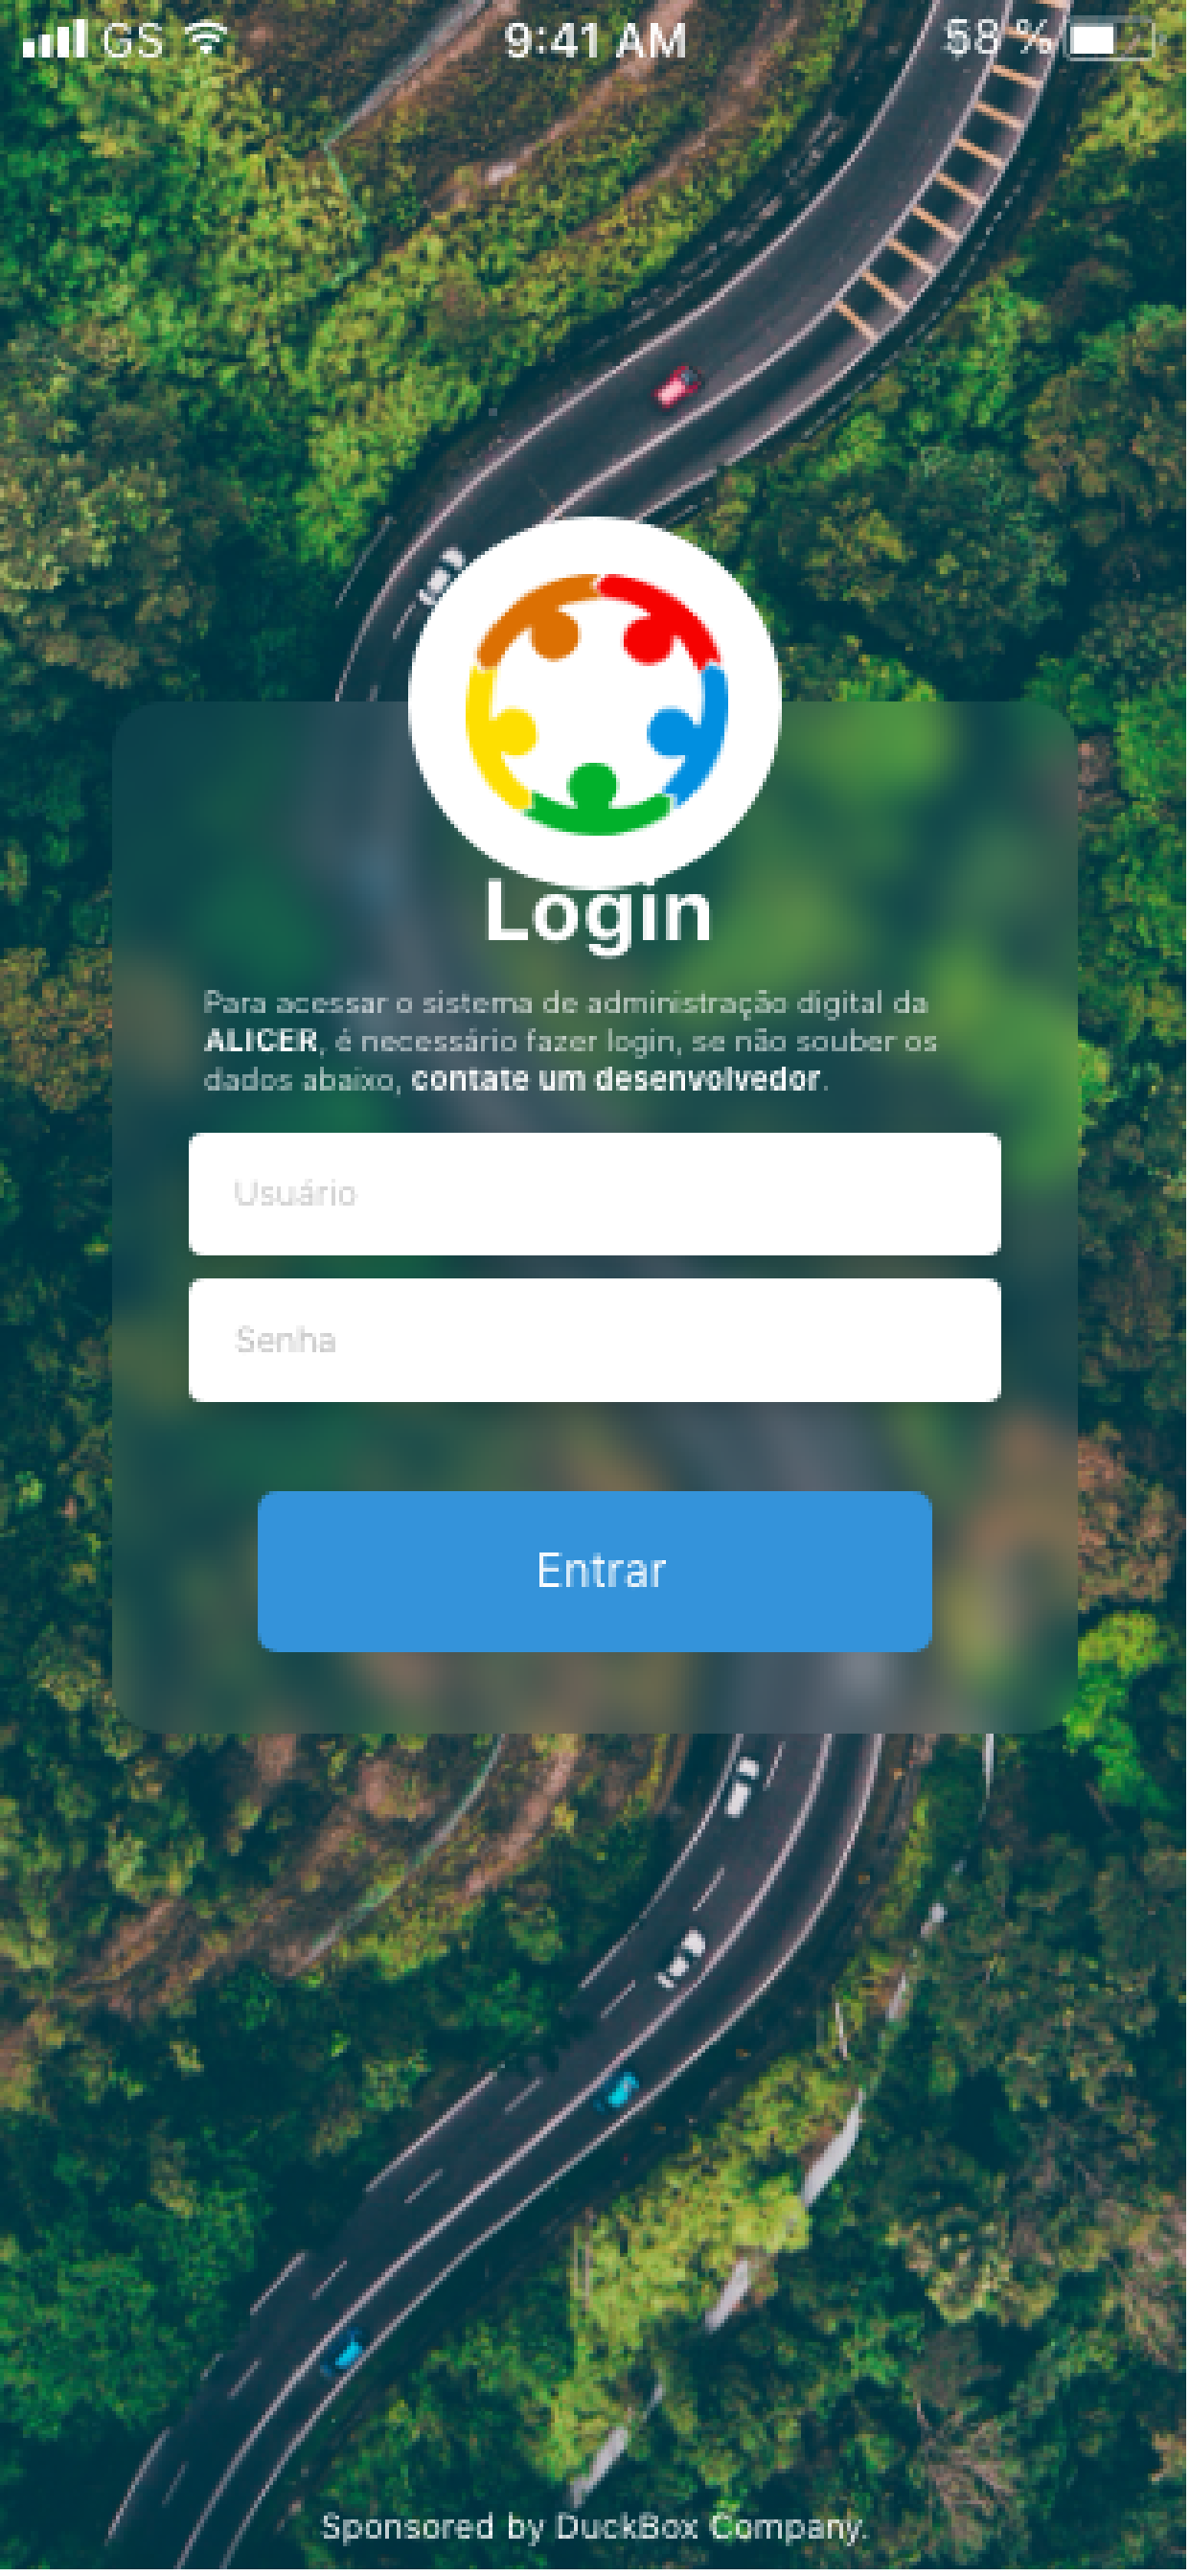 GS 9:41 AM 58 %
Login
Para acessar o sistema de administração digital da
ALICER, é necessário fazer login, se não souber os
dados abaixo, contate um desenvolvedor.
Usuário
Senha
Entrar
Sponsored by DuckBox Company.